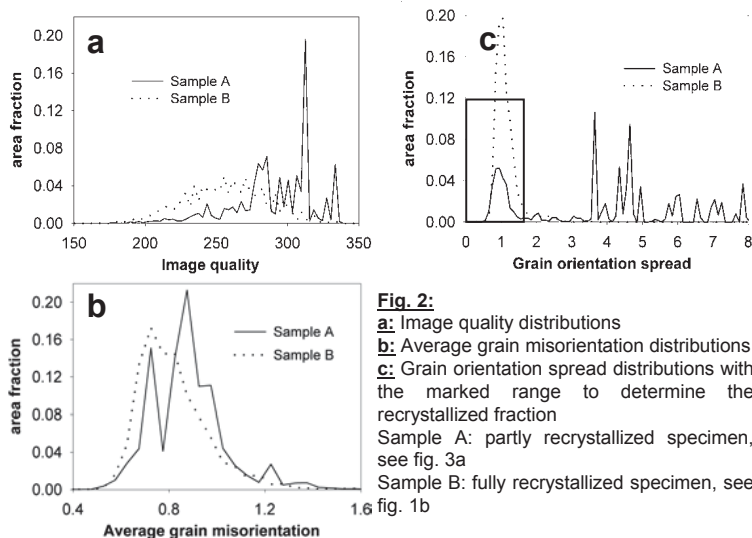 a
0.20
0.16
0.12
0.08
0.04
0.00
area fraction
Sample A
Sample B
150 200 250 300 350
Image quality
c
0.20
0.16
0.12
0.08
0.04
0.00
area fraction
Sample A
Sample B
0 1 2 3 4 5 6 7 8
Grain orientation spread
b
0.20
0.16
0.12
0.08
0.04
0.00
area fraction
Sample A
Sample B
0.4 0.8 1.2 1.6
Average grain misorientation
Fig. 2:
a: Image quality distributions
b: Average grain misorientation distributions
c: Grain orientation spread distributions with
the marked range to determine the
recrystallized fraction
Sample A: partly recrystallized specimen,
see fig. 3a
Sample B: fully recrystallized specimen, see
fig. 1b